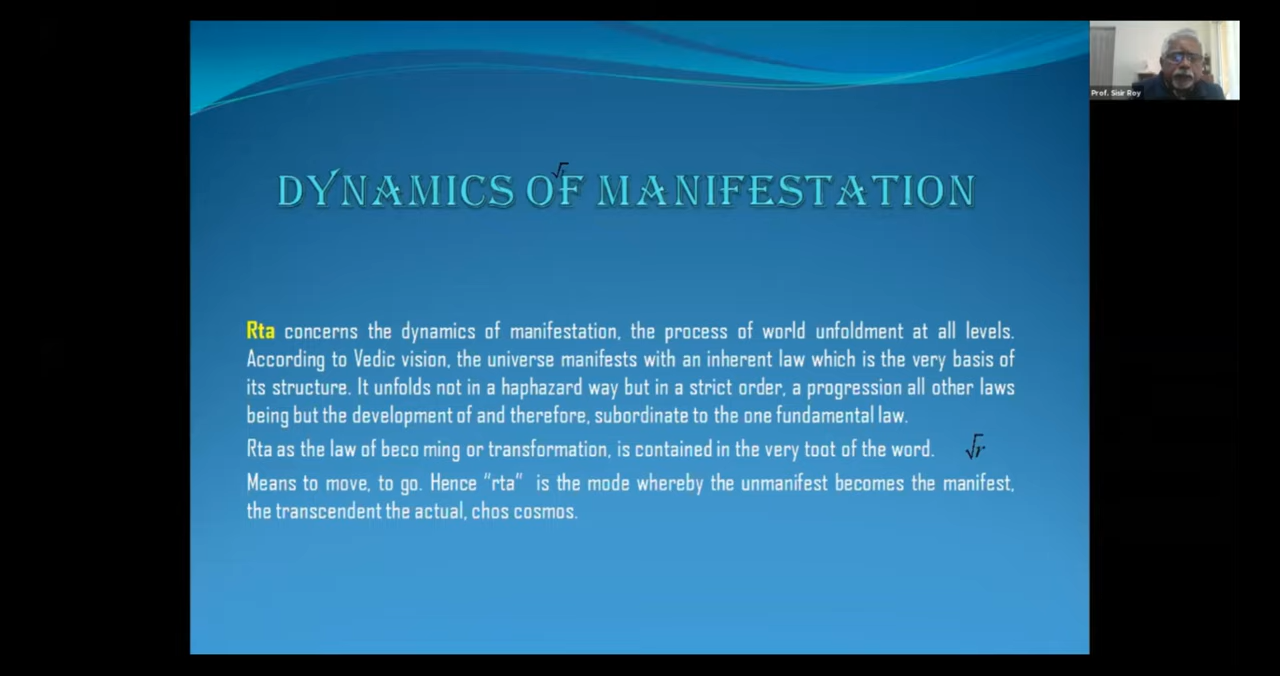 Prof. Sisir Roy
DYNAMICS OF MANIFESTATION
√
Rta concerns the dynamics of manifestation, the process of world unfoldment at all levels.
According to Vedic vision, the universe manifests with an inherent law which is the very basis of
its structure. It unfolds not in a haphazard way but in a strict order, a progression all other laws
being but the development of and therefore, subordinate to the one fundamental law.
Rta as the law of beco ming or transformation, is contained in the very toot of the word. √r
Means to move, to go. Hence “rta” is the mode whereby the unmanifest becomes the manifest,
the transcendent the actual, chos cosmos.